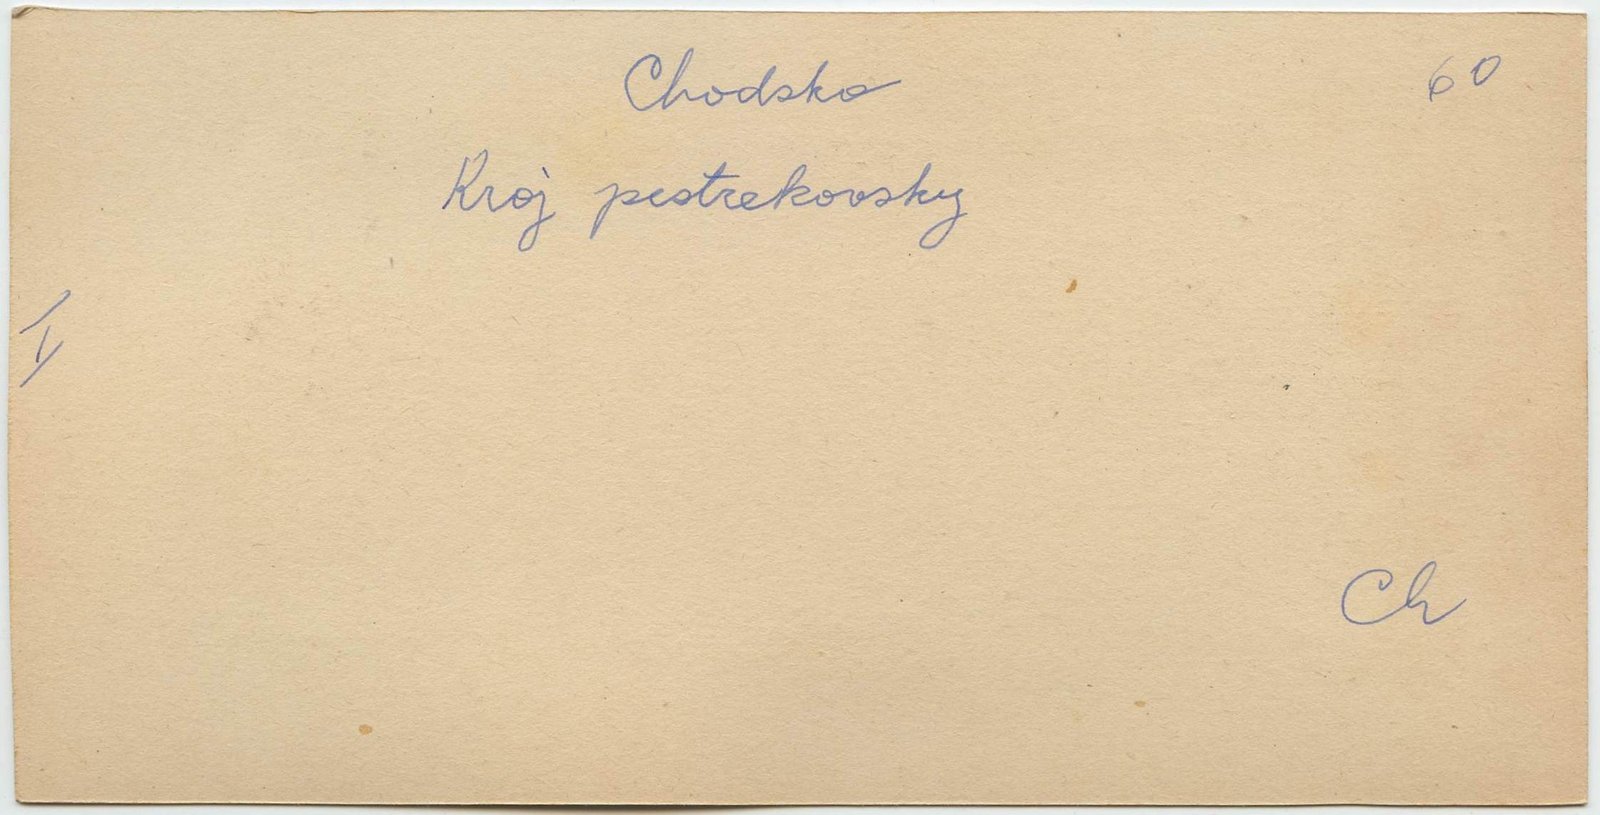 Chodsko
60
Kroj pestrekovsky
I
Ch